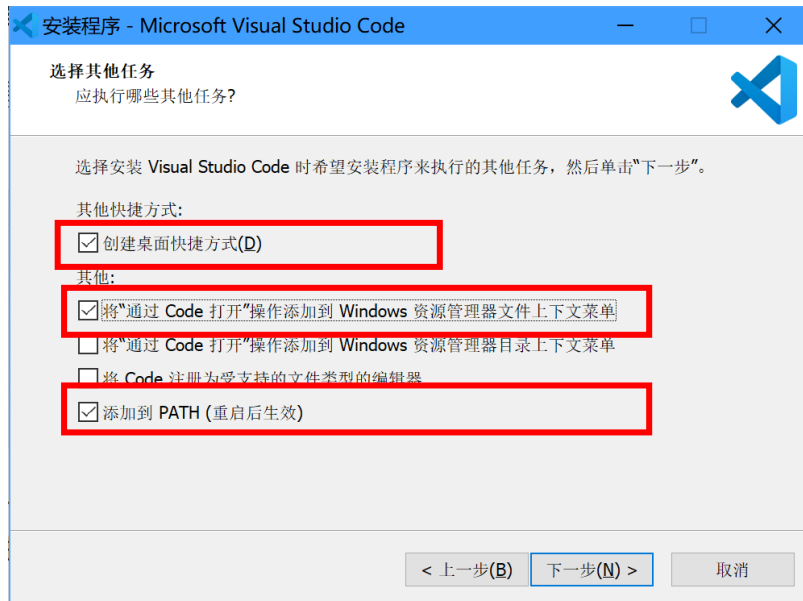 安装程序 - Microsoft Visual Studio Code
选择其他任务
应执行哪些其他任务?
选择安装 Visual Studio Code 时希望安装程序来执行的其他任务，然后单击“下一步”。
其他快捷方式:
创建桌面快捷方式(D)
其他:
将“通过 Code 打开”操作添加到 Windows 资源管理器文件上下文菜单
将“通过 Code 打开”操作添加到 Windows 资源管理器目录上下文菜单
将 Code 注册为受支持的文件类型的编辑器
添加到 PATH (重启后生效)
< 上一步(B) 下一步(N) > 取消